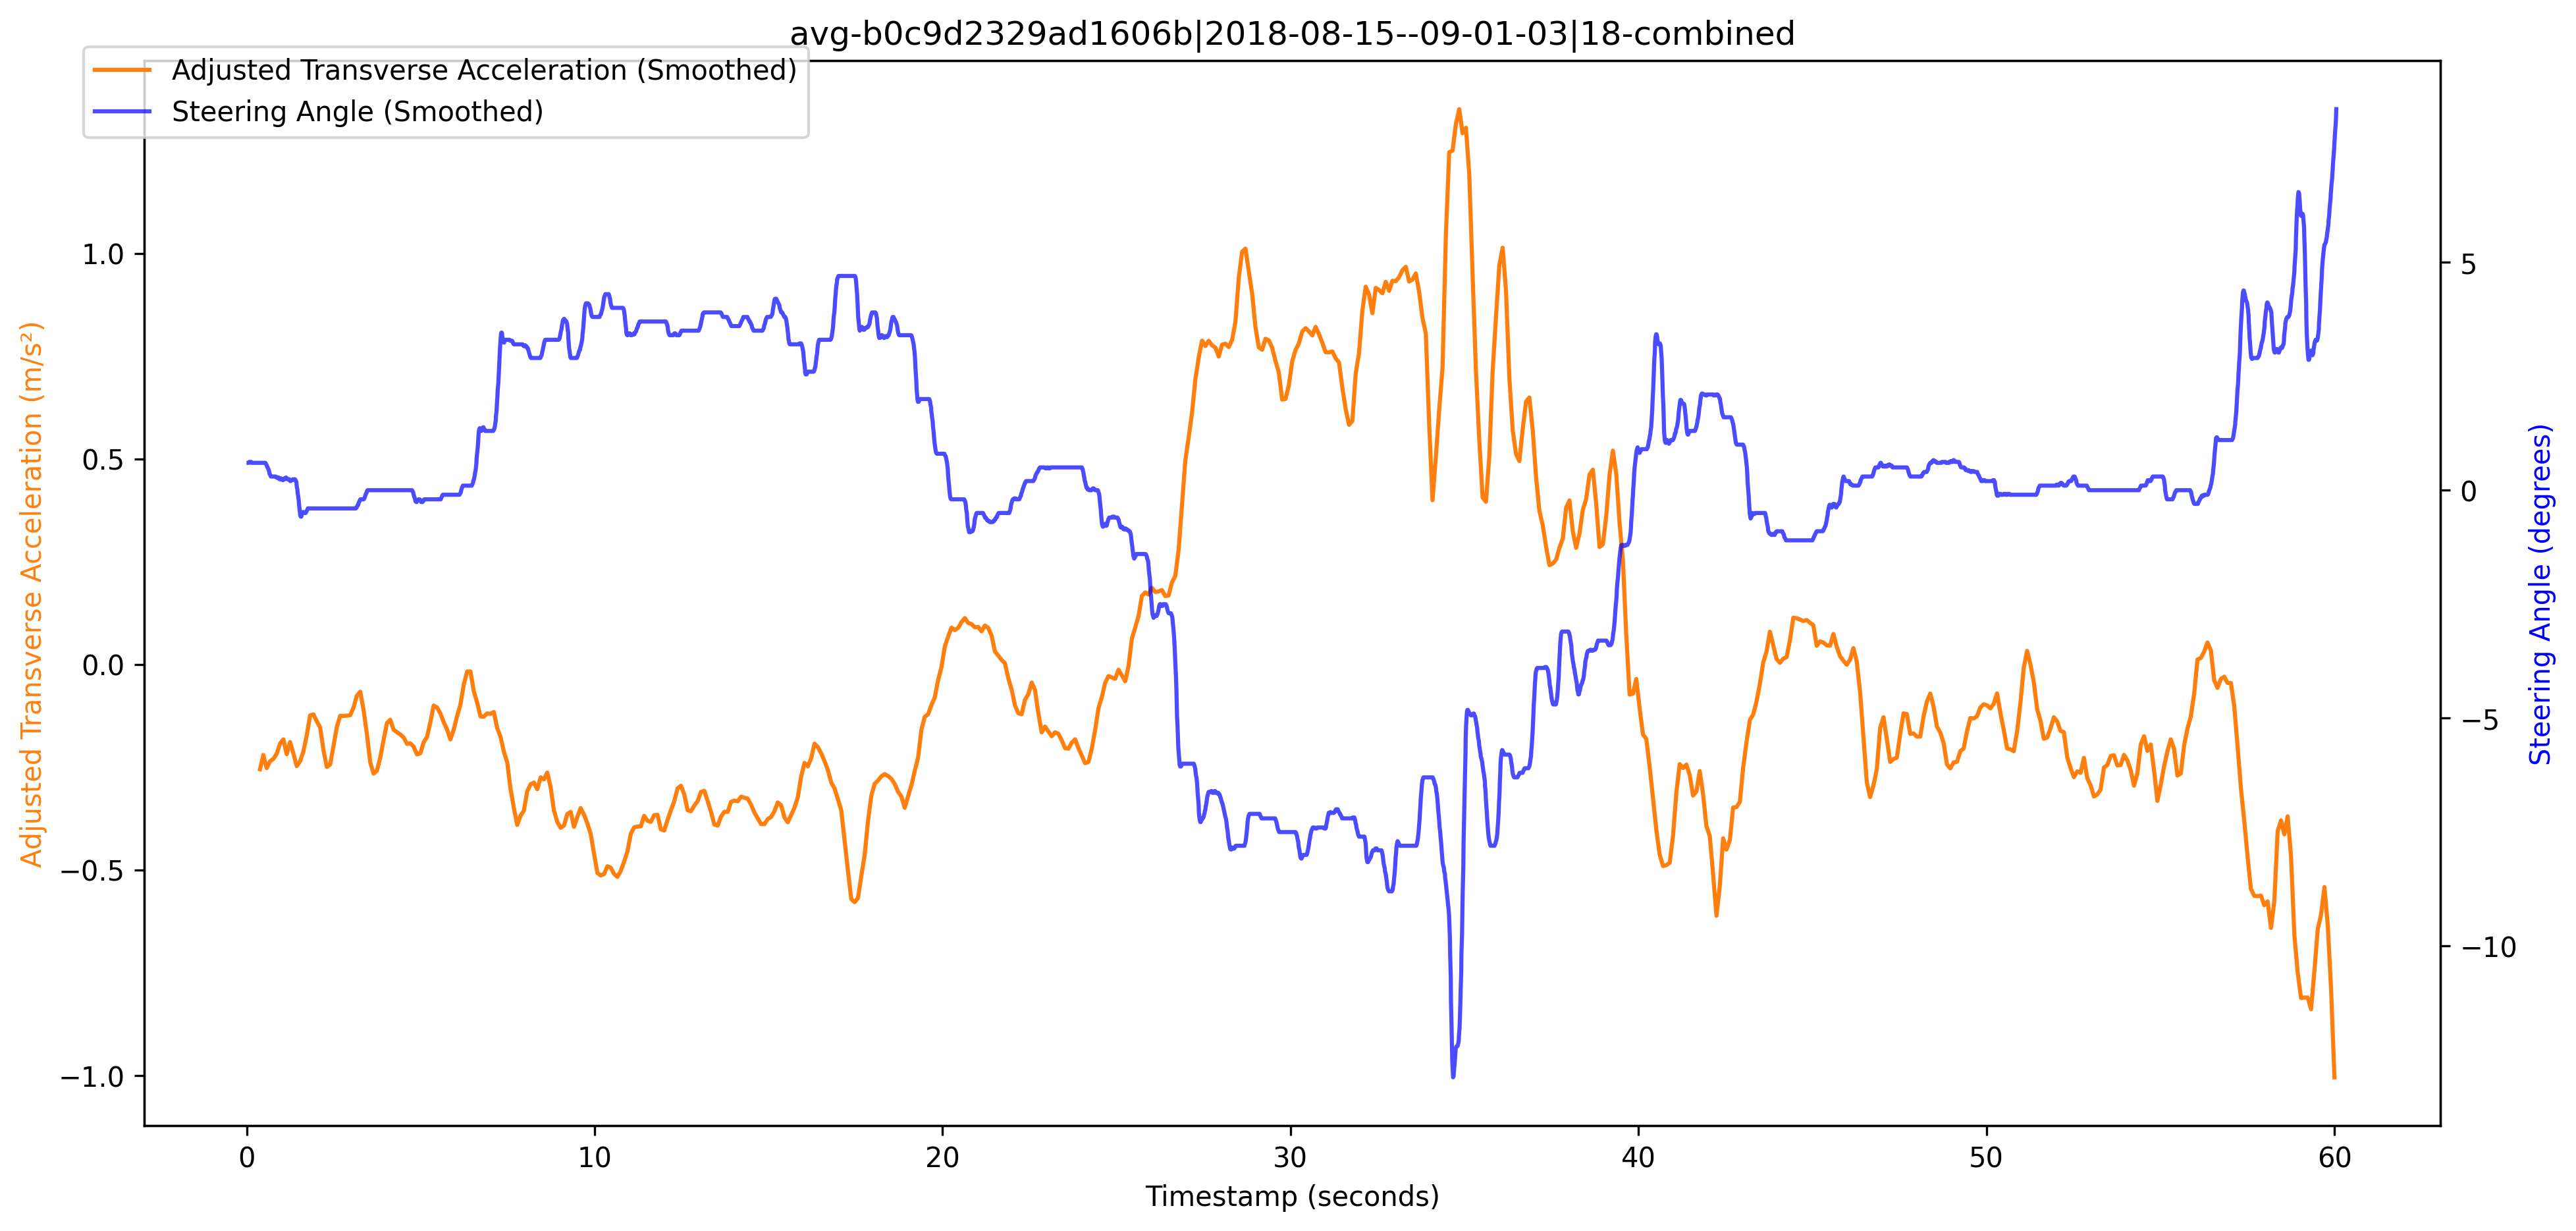 avg-b0c9d2329ad1606b|2018-08-15--09-01-03|18-combined
Adjusted Transverse Acceleration (Smoothed)
Steering Angle (Smoothed)
Adjusted Transverse Acceleration (m/s²)
1.0
0.5
0.0
−0.5
−1.0
5
0
−5
−10
Steering Angle (degrees)
0 10 20 30 40 50 60
Timestamp (seconds)